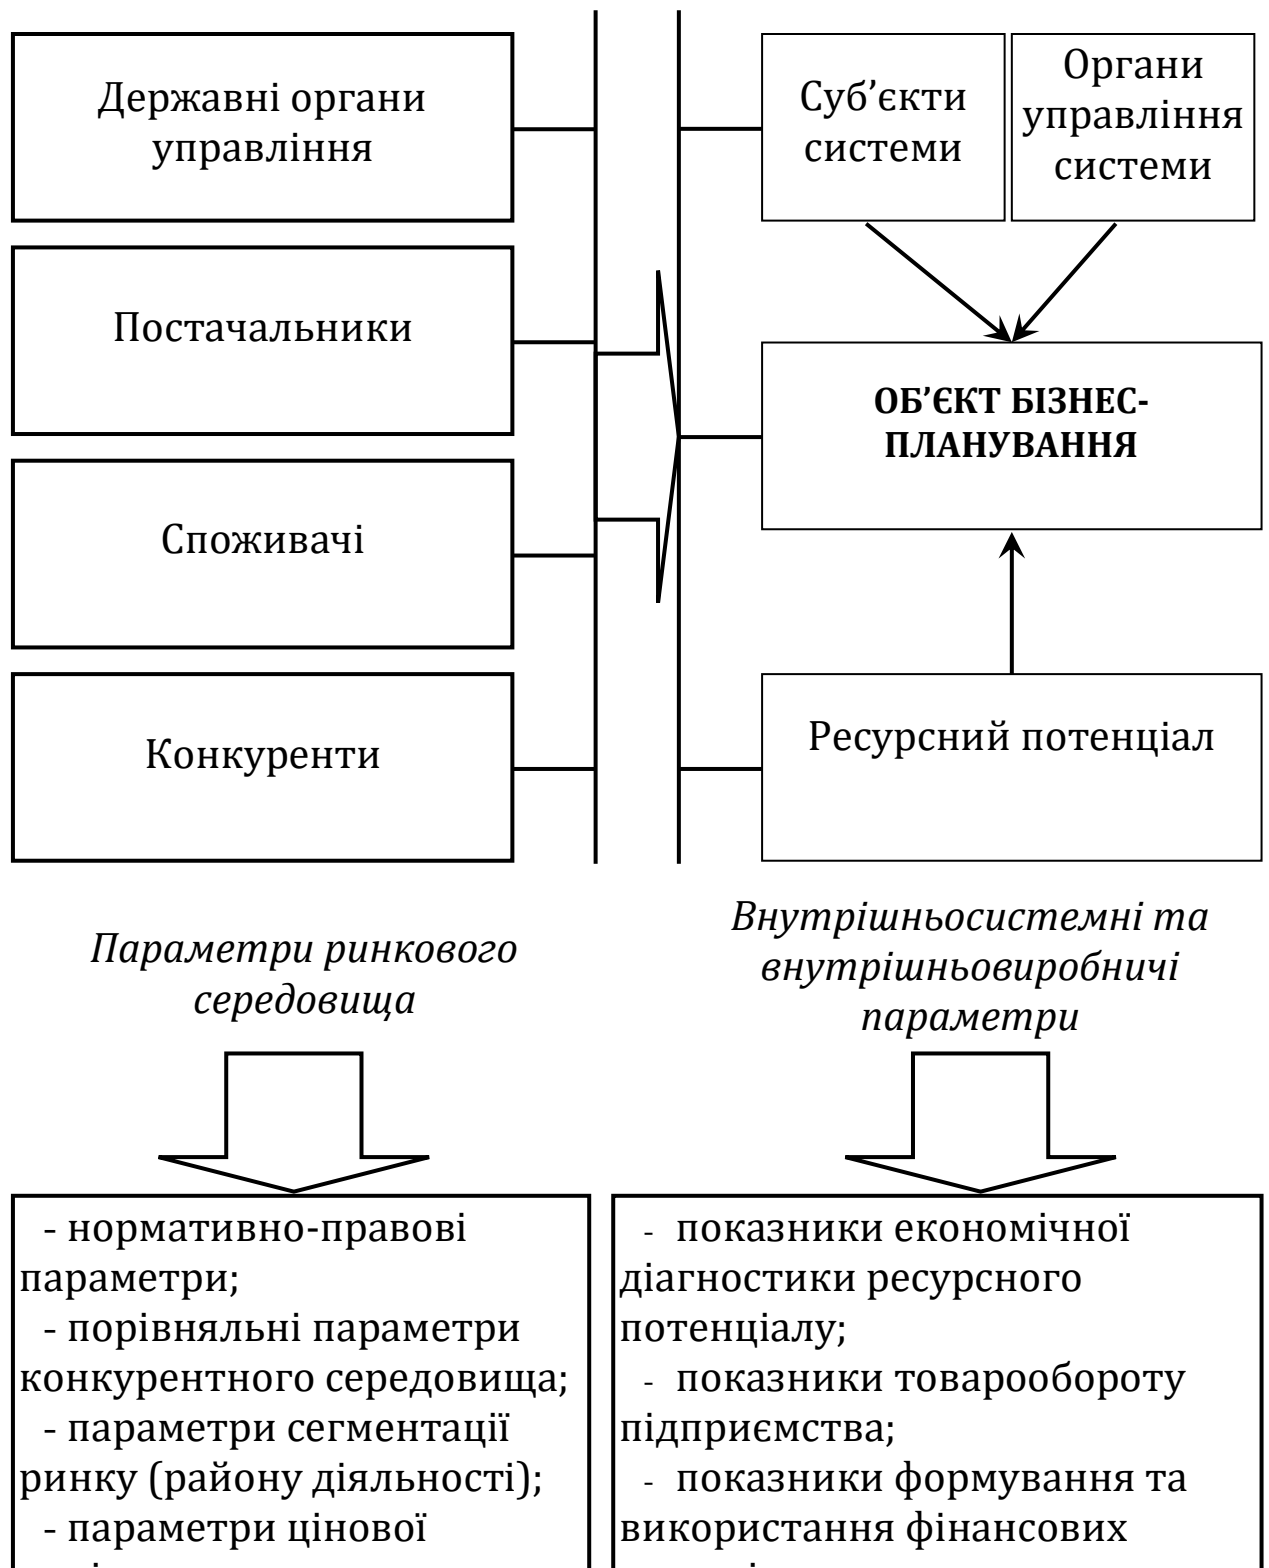 Державні органи
управління
Постачальники
Споживачі
Конкуренти
Суб’єкти
системи
Органи
управління
системи
ОБ’ЄКТ БІЗНЕС-
ПЛАНУВАННЯ
Ресурсний потенціал
Параметри ринкового
середовища
Внутрішньосистемні та
внутрішньовиробничі
параметри
- нормативно-правові
параметри;
- порівняльні параметри
конкурентного середовища;
- параметри сегментації
ринку (району діяльності);
- параметри цінової
- показники економічної
діагностики ресурсного
потенціалу;
- показники товарообороту
підприємства;
- показники формування та
використання фінансових